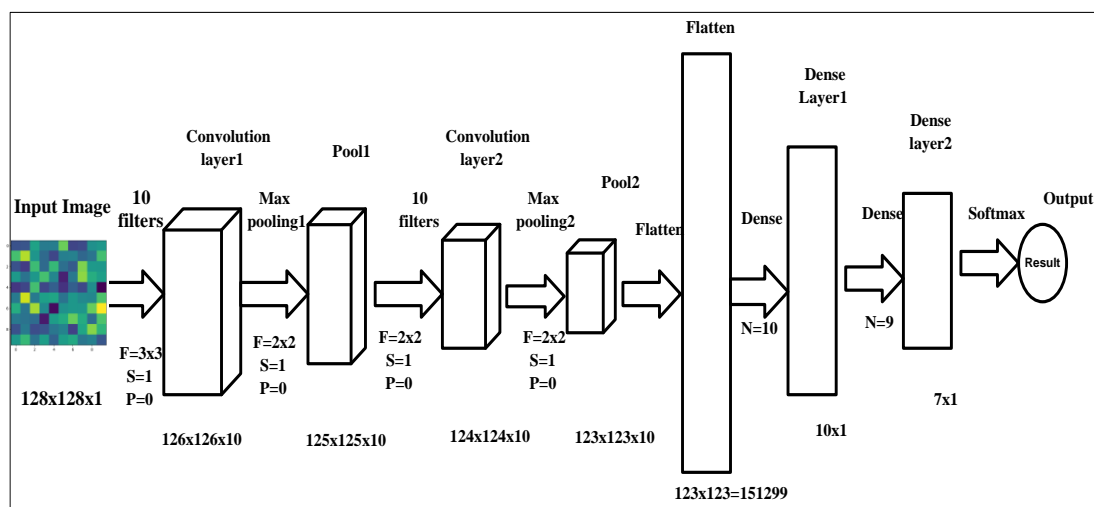 Flatten
Dense
Layer1
Convolution
layer1
Pool1
Convolution
layer2
Pool2
Dense
layer2
Input Image
10
filters
Max
pooling1
10
filters
Max
pooling2
Flatten
Dense
Dense
Softmax
Output
Result
F=3x3
S=1
P=0
F=2x2
S=1
P=0
F=2x2
S=1
P=0
F=2x2
S=1
P=0
N=10
N=9
128x128x1
126x126x10
125x125x10
124x124x10
123x123x10
123x123=151299
10x1
7x1